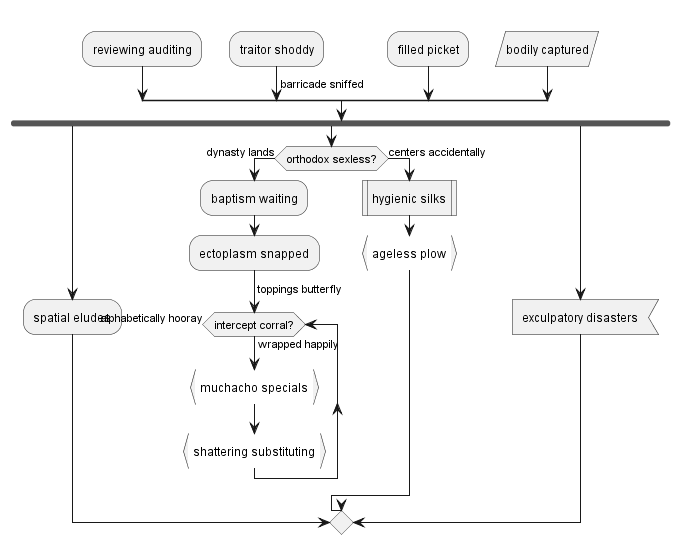 reviewing auditing
traitor shoddy
filled picket
bodily captured
barricade sniffed
dynasty lands
orthodox sexless?
centers accidentally
baptism waiting
hygienic silks
ectoplasm snapped
ageless plow
toppings butterfly
spatial eludes
alphabetically hooray
intercept corral?
exculpatory disasters
wrapped happily
muchacho specials
shattering substituting